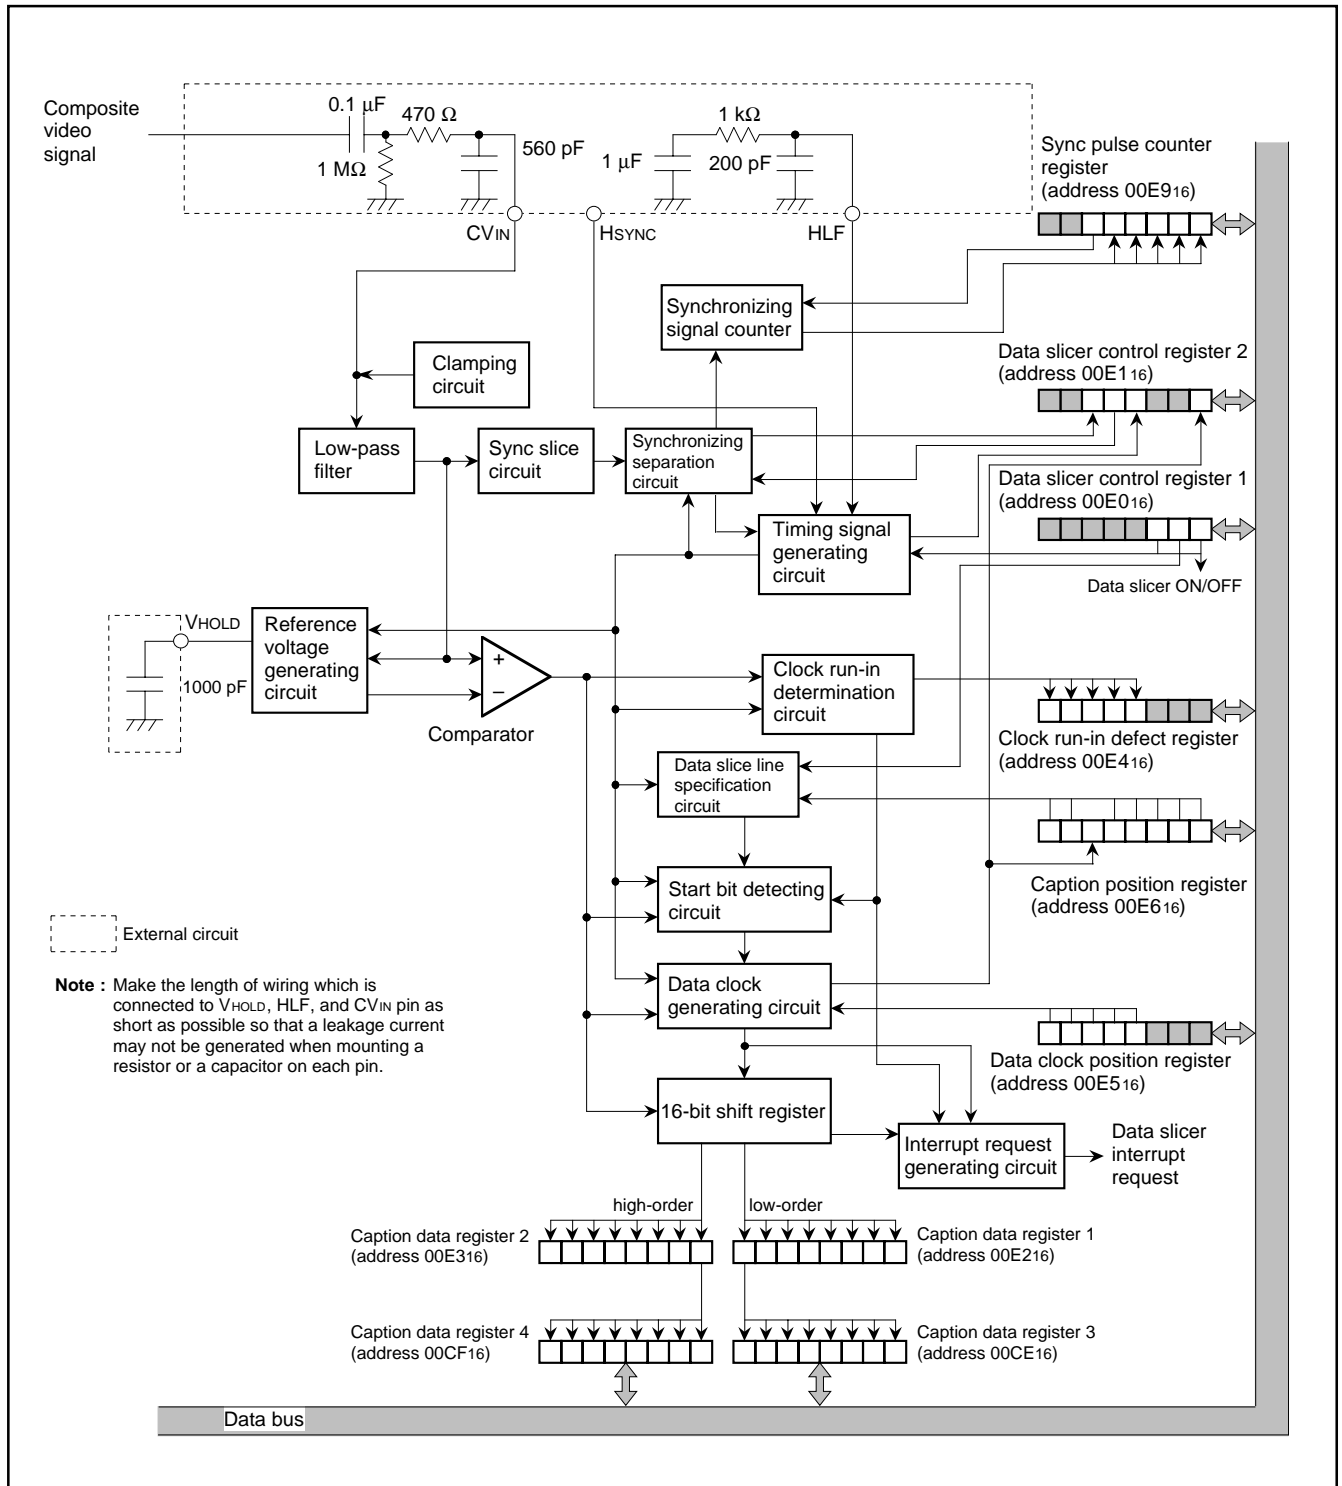 Composite
video
signal
0.1 μF
470 Ω
1 MΩ
560 pF
1 μF
1 kΩ
200 pF
CVIN
HSYNC
HLF
Sync pulse counter
register
(address 00E916)
Synchronizing
signal counter
Clamping
circuit
Data slicer control register 2
(address 00E116)
Low-pass
filter
Sync slice
circuit
Synchronizing
separation
circuit
Data slicer control register 1
(address 00E016)
Timing signal
generating
circuit
Data slicer ON/OFF
VHOLD
1000 pF
Reference
voltage
generating
circuit
+
−
Comparator
Clock run-in
determination
circuit
Clock run-in defect register
(address 00E416)
Data slice line
specification
circuit
Start bit detecting
circuit
Caption position register
(address 00E616)
External circuit
Note : Make the length of wiring which is
connected to VHOLD, HLF, and CVIN pin as
short as possible so that a leakage current
may not be generated when mounting a
resistor or a capacitor on each pin.
Data clock
generating circuit
Data clock position register
(address 00E516)
16-bit shift register
Interrupt request
generating circuit
Data slicer
interrupt
request
high-order
low-order
Caption data register 2
(address 00E316)
Caption data register 1
(address 00E216)
Caption data register 4
(address 00CF16)
Caption data register 3
(address 00CE16)
Data bus